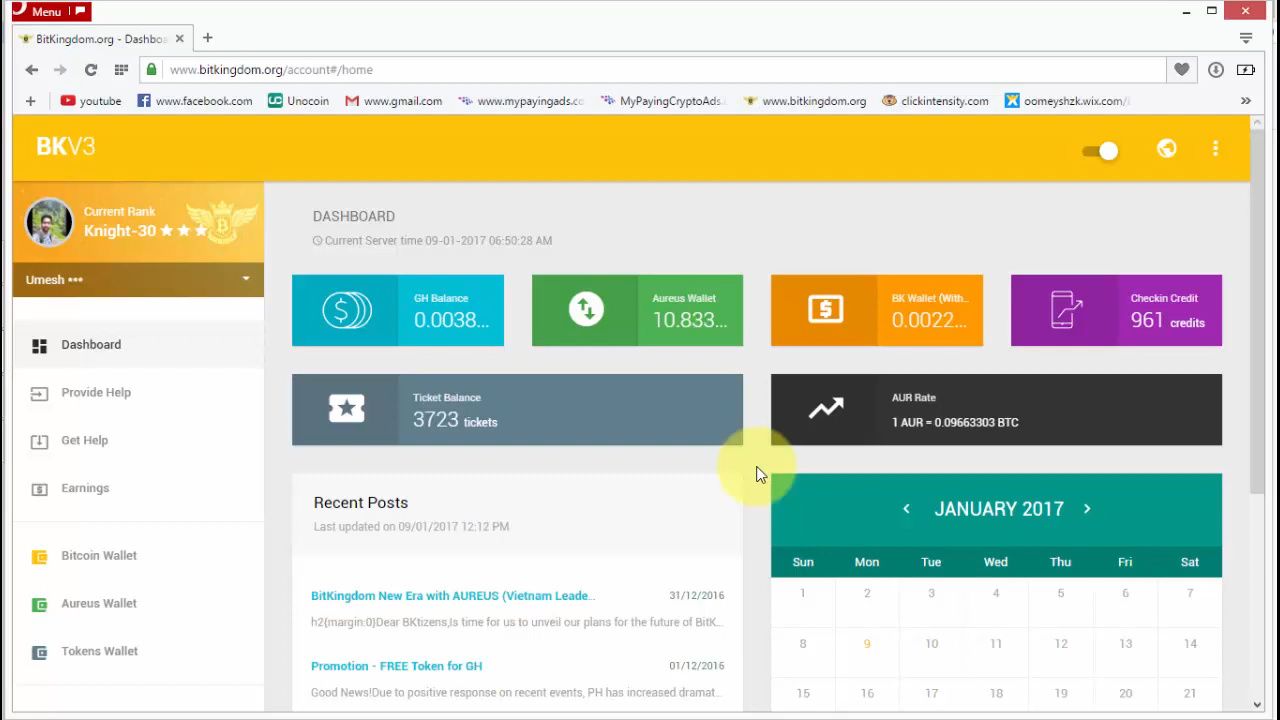 Menu
BitKingdom.org - Dashboa
www.bitkingdom.org/account#/home
youtube
www.facebook.com
Unocoin
www.gmail.com
www.mypayingads.co
MyPayingCryptoAds.
www.bitkingdom.org
clickintensity.com
oomeyshzk.wix.com/i
BKV3
Current Rank
Knight-30
Umesh •••
Dashboard
Provide Help
Get Help
Earnings
Bitcoin Wallet
Aureus Wallet
Tokens Wallet
DASHBOARD
Current Server time 09-01-2017 06:50:28 AM
GH Balance
0.0038...
Aureus Wallet
10.833...
BK Wallet (With..
0.0022...
Checkin Credit
961 credits
Ticket Balance
3723 tickets
AUR Rate
1 AUR = 0.09663303 BTC
Recent Posts
Last updated on 09/01/2017 12:12 PM
BitKingdom New Era with AUREUS (Vietnam Leade.. 31/12/2016
h2{margin:0}Dear BKtizens,Is time for us to unveil our plans for the future of BitK...
Promotion - FREE Token for GH 01/12/2016
Good News!Due to positive response on recent events, PH has increased dramat...
JANUARY 2017
Sun Mon Tue Wed Thu Fri Sat
1 2 3 4 5 6 7
8 9 10 11 12 13 14
15 16 17 18 19 20 21